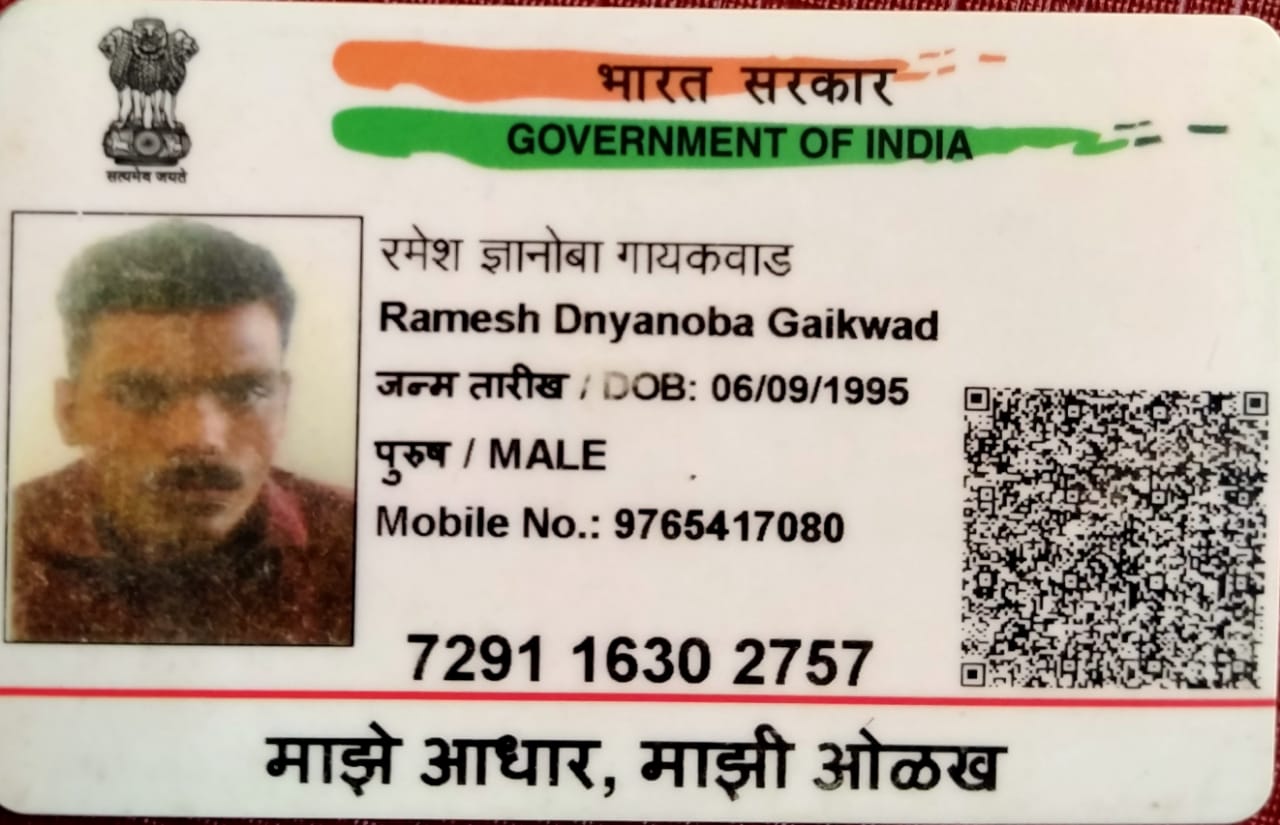 सत्यमेव जयते
भारत सरकार
GOVERNMENT OF INDIA
रमेश ज्ञानोबा गायकवाड
Ramesh Dnyanoba Gaikwad
जन्म तारीख / DOB: 06/09/1995
पुरुष / MALE
Mobile No.: 9765417080
7291 1630 2757
माझे आधार, माझी ओळख